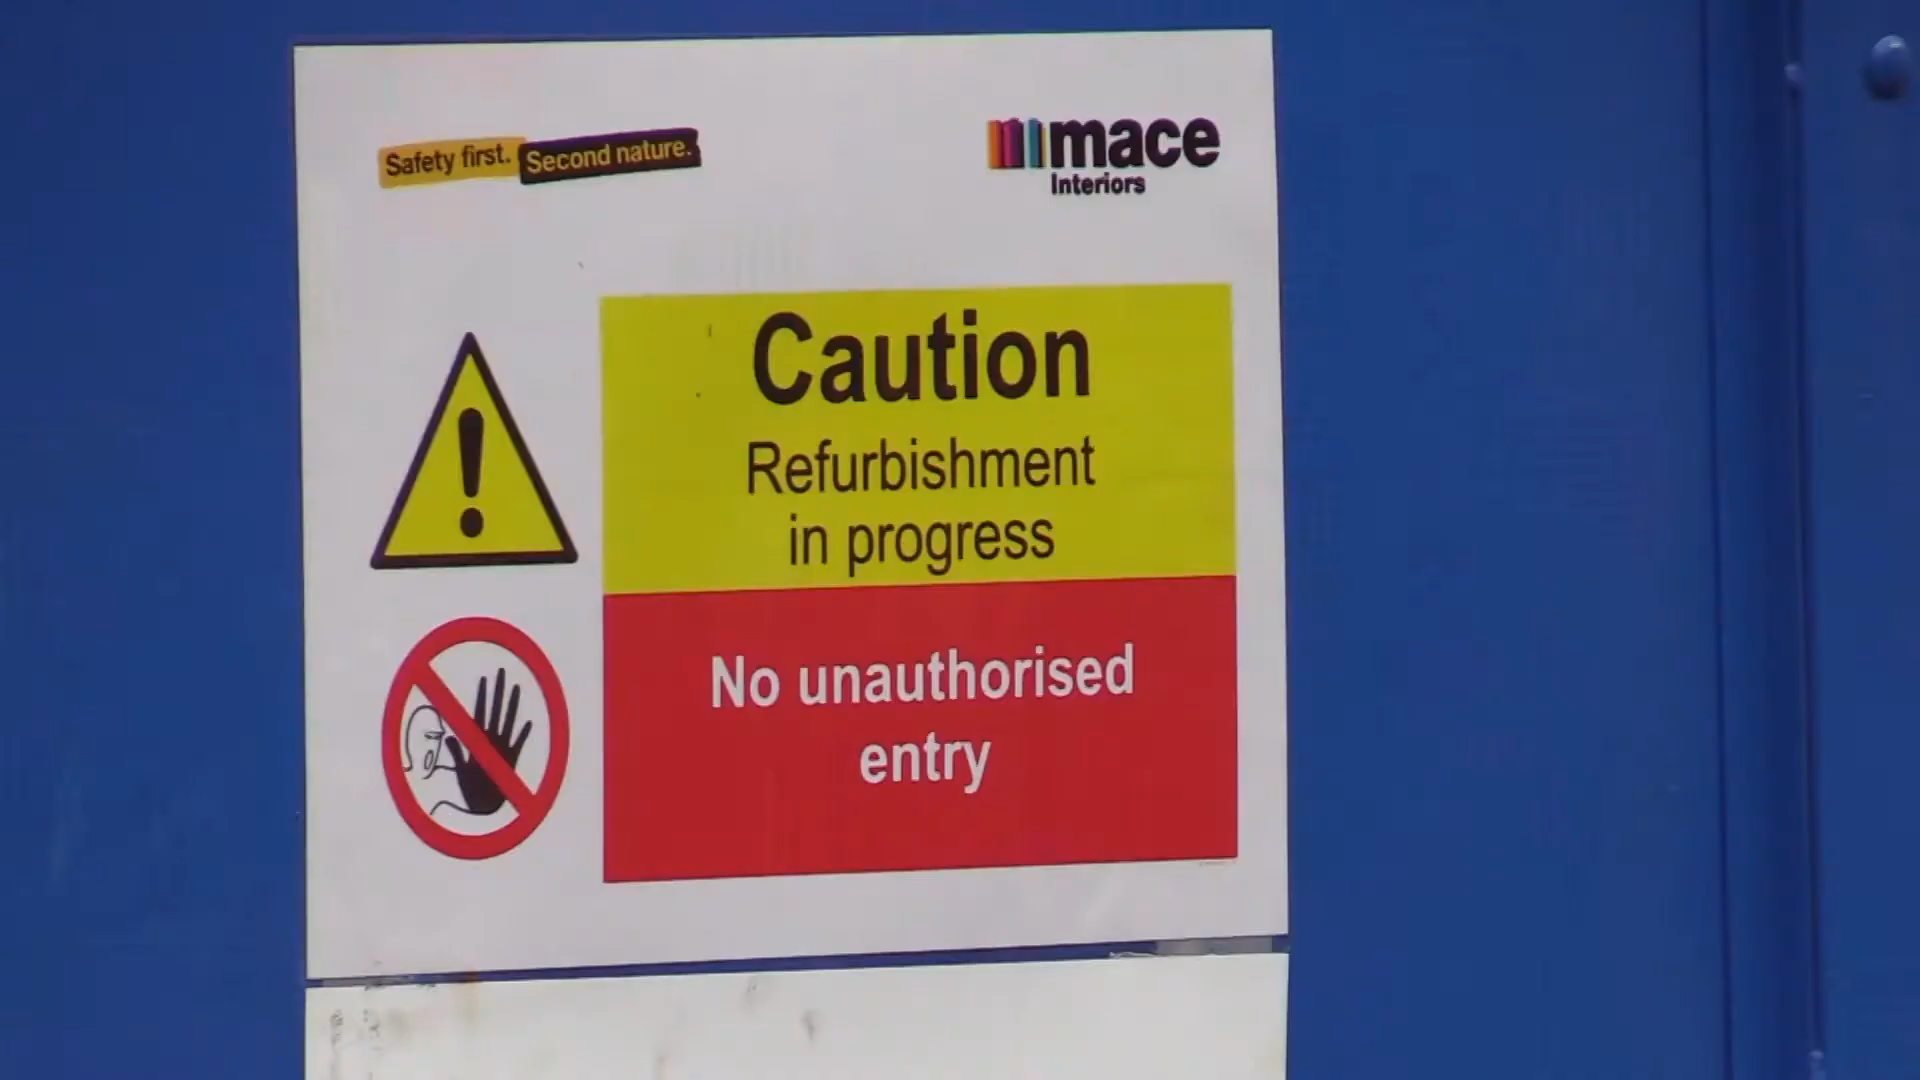 Safety first. Second nature.
mace
Interiors
Caution
Refurbishment
in progress
No unauthorised
entry